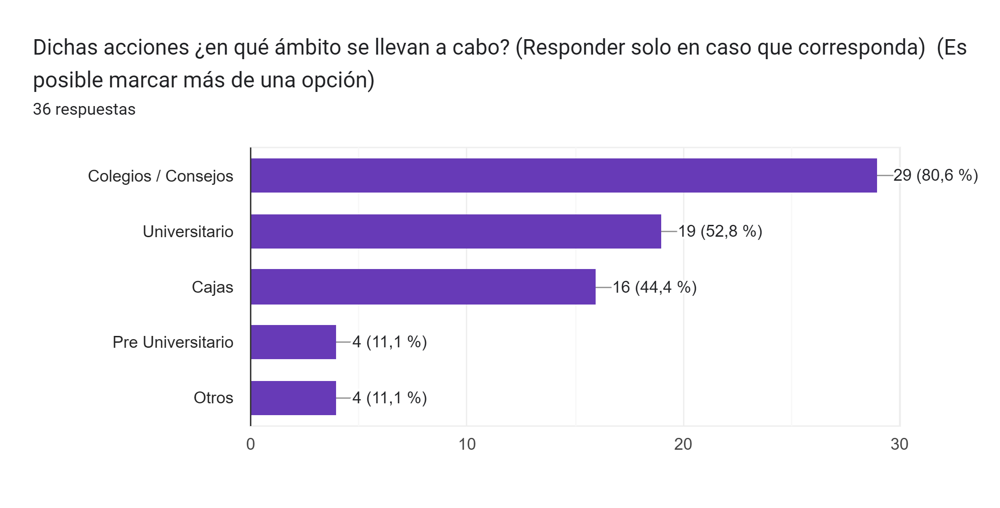 Dichas acciones ¿en qué ámbito se llevan a cabo? (Responder solo en caso que corresponda)  (Es
posible marcar más de una opción)
36 respuestas
Colegios / Consejos
29 (80,6 %)
Universitario
19 (52,8 %)
Cajas
16 (44,4 %)
Pre Universitario
4 (11,1 %)
Otros
4 (11,1 %)
0
10
20
30